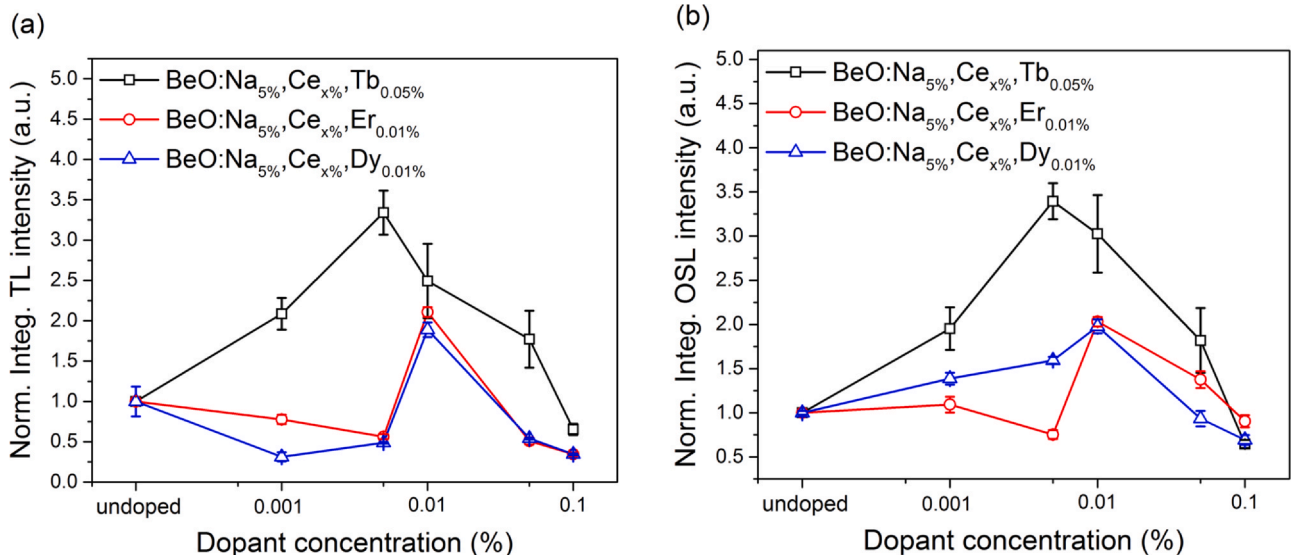 (a)
Norm. Integ. TL intensity (a.u.)
5.0
4.5
4.0
3.5
3.0
2.5
2.0
1.5
1.0
0.5
0.0
BeO:Na5%,Cex%,Tb0.05%
BeO:Na5%,Cex%,Er0.01%
BeO:Na5%,Cex%,Dy0.01%
undoped 0.001 0.01 0.1
Dopant concentration (%)
(b)
Norm. Integ. OSL intensity (a.u.)
5.0
4.5
4.0
3.5
3.0
2.5
2.0
1.5
1.0
0.5
BeO:Na5%,Cex%,Tb0.05%
BeO:Na5%,Cex%,Er0.01%
BeO:Na5%,Cex%,Dy0.01%
undoped 0.001 0.01 0.1
Dopant concentration (%)